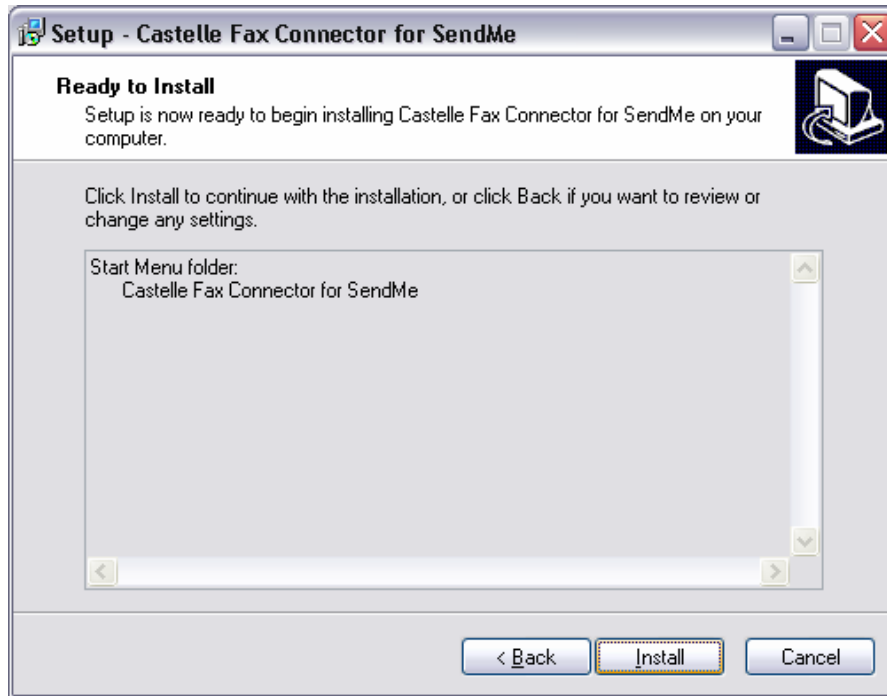 Setup - Castelle Fax Connector for SendMe
Ready to Install
Setup is now ready to begin installing Castelle Fax Connector for SendMe on your
computer.
Click Install to continue with the installation, or click Back if you want to review or
change any settings.
Start Menu folder:
Castelle Fax Connector for SendMe
< Back
Install
Cancel